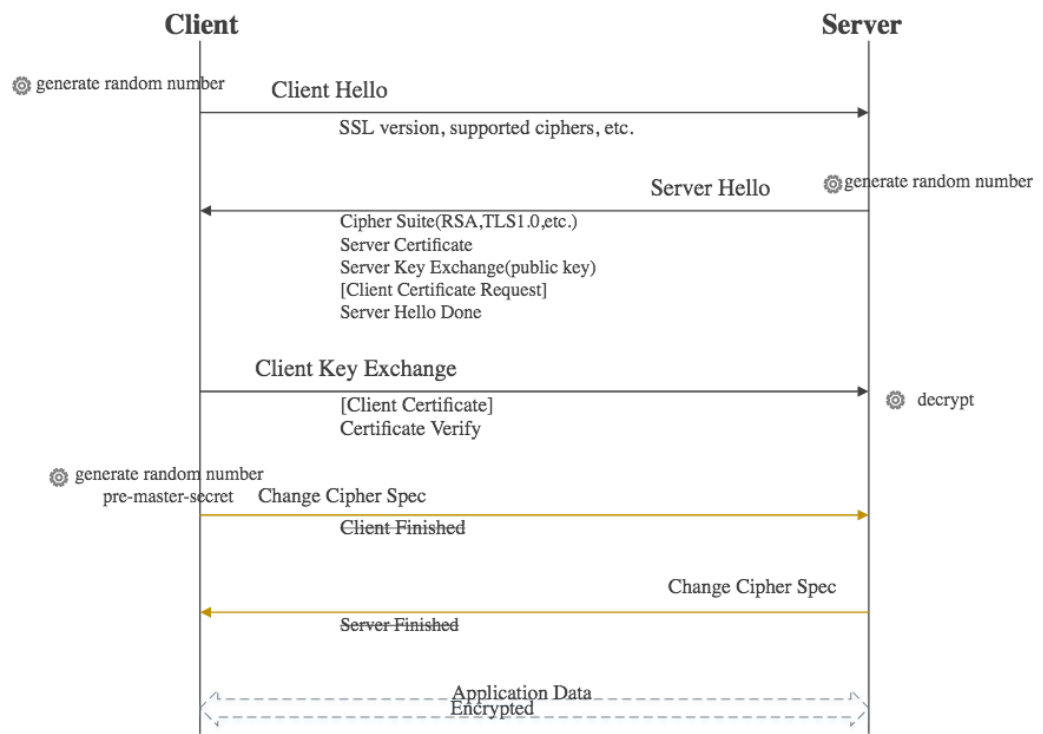 Client
Server
generate random number
Client Hello
SSL version, supported ciphers, etc.
Server Hello
generate random number
Cipher Suite(RSA,TLS1.0,etc.)
Server Certificate
Server Key Exchange(public key)
[Client Certificate Request]
Server Hello Done
Client Key Exchange
[Client Certificate]
Certificate Verify
decrypt
generate random number
pre-master-secret
Change Cipher Spec
Client Finished
Change Cipher Spec
Server Finished
Application Data
Encrypted